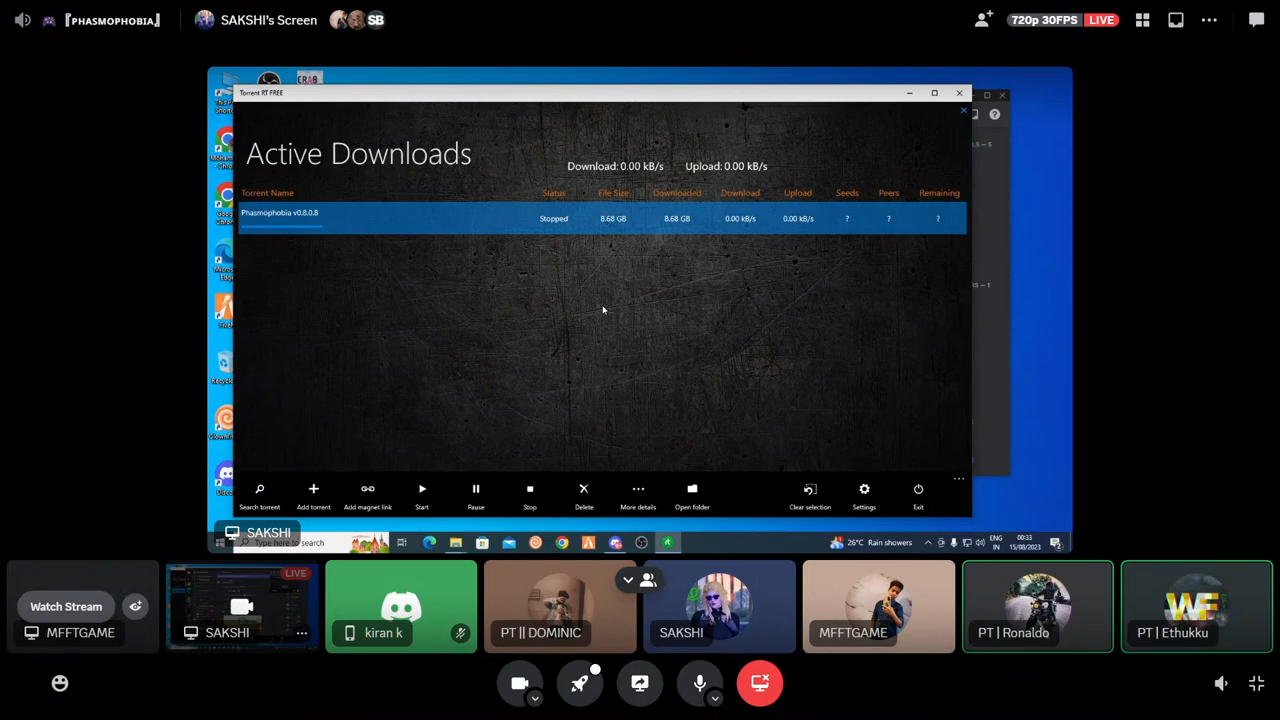 『PHASMOPHOBIA』
SAKSHI's Screen
SB
720p 30FPS
LIVE
CRAB
Torrent RT FREE
Active Downloads
Download: 0.00 kB/s
Upload: 0.00 kB/s
Torrent Name Status File Size Downloaded Download Upload Seeds Peers Remaining
Phasmophobia v0.8.0.8 Stopped 8.68 GB 8.68 GB 0.00 kB/s 0.00 kB/s ? ? ?
Search torrent Add torrent Add magnet link Start Pause Stop Delete More details Open folder Clear selection Settings Exit
SAKSHI
Type here to search
26°C Rain showers
ENG
IN
00:33
15/08/2023
2
LIVE
Watch Stream
MFFTGAME
SAKSHI
kiran k
PT || DOMINIC
SAKSHI
MFFTGAME
PT | Ronaldo
WF
PT | Ethukku